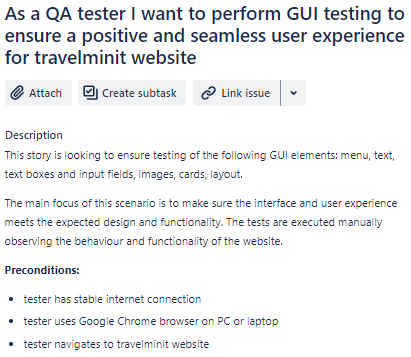 As a QA tester I want to perform GUI testing to
ensure a positive and seamless user experience
for travelminit website
Attach
Create subtask
Link issue
Description
This story is looking to ensure testing of the following GUI elements: menu, text,
text boxes and input fields, images, cards, layout.
The main focus of this scenario is to make sure the interface and user experience
meets the expected design and functionality. The tests are executed manually
observing the behaviour and functionality of the website.
Preconditions:
• tester has stable internet connection
• tester uses Google Chrome browser on PC or laptop
• tester navigates to travelminit website